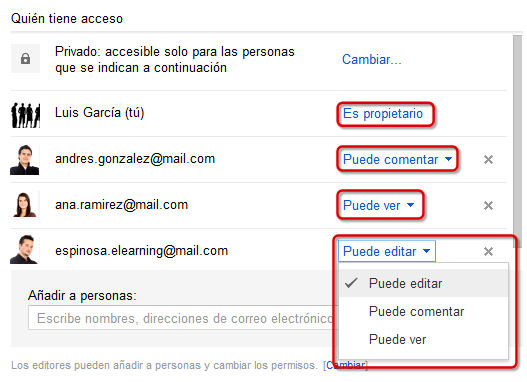 Quién tiene acceso
Privado: accesible solo para las personas
que se indican a continuación
Cambiar...
Luis García (tú) Es propietario
andres.gonzalez@mail.com Puede comentar
ana.ramirez@mail.com Puede ver
espinosa.elearning@mail.com Puede editar
Puede editar
Puede comentar
Puede ver
Añadir a personas:
Escribe nombres, direcciones de correo electrónico
Los editores pueden añadir a personas y cambiar los permisos. [Cambiar]